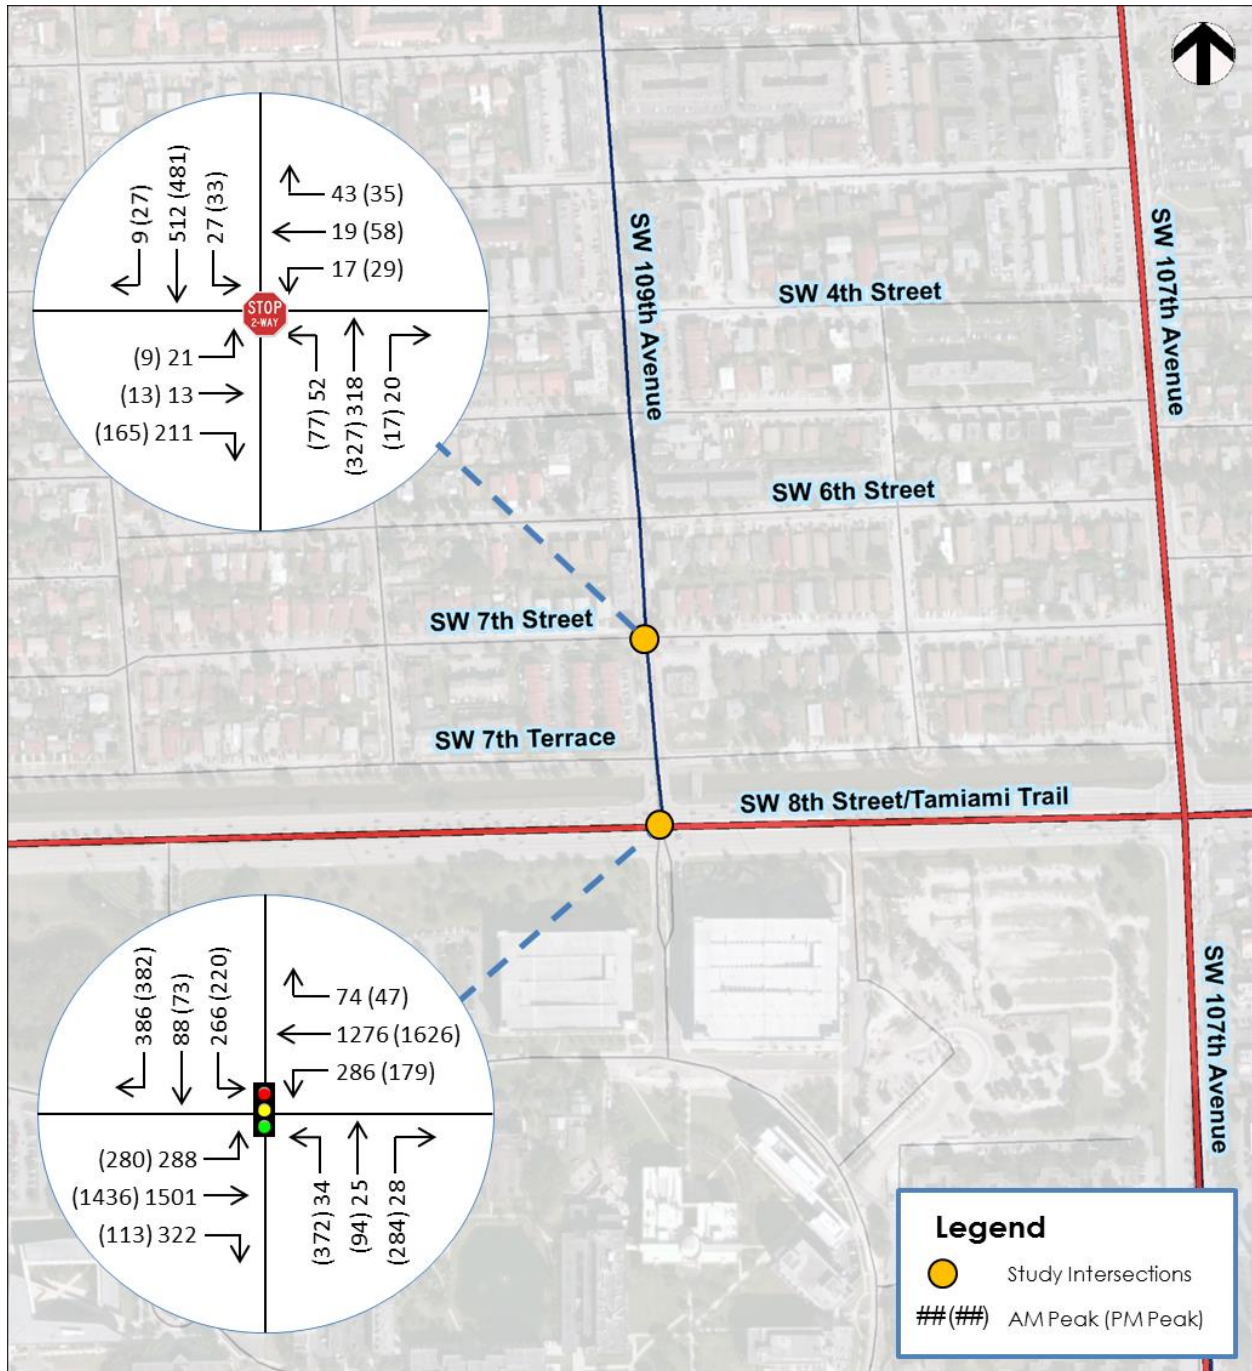 9 (27)
512 (481)
27 (33)
43 (35)
19 (58)
17 (29)
STOP
2-WAY
(9) 21
(13) 13
(165) 211
(77) 52
(327) 318
(17) 20
SW 109th Avenue
SW 107th Avenue
SW 4th Street
SW 6th Street
SW 7th Street
SW 7th Terrace
SW 8th Street/Tamiami Trail
386 (382)
88 (73)
266 (220)
74 (47)
1276 (1626)
286 (179)
(280) 288
(1436) 1501
(113) 322
(372) 34
(94) 25
(284) 28
SW 107th Avenue
Legend
Study Intersections
##(##) AM Peak (PM Peak)